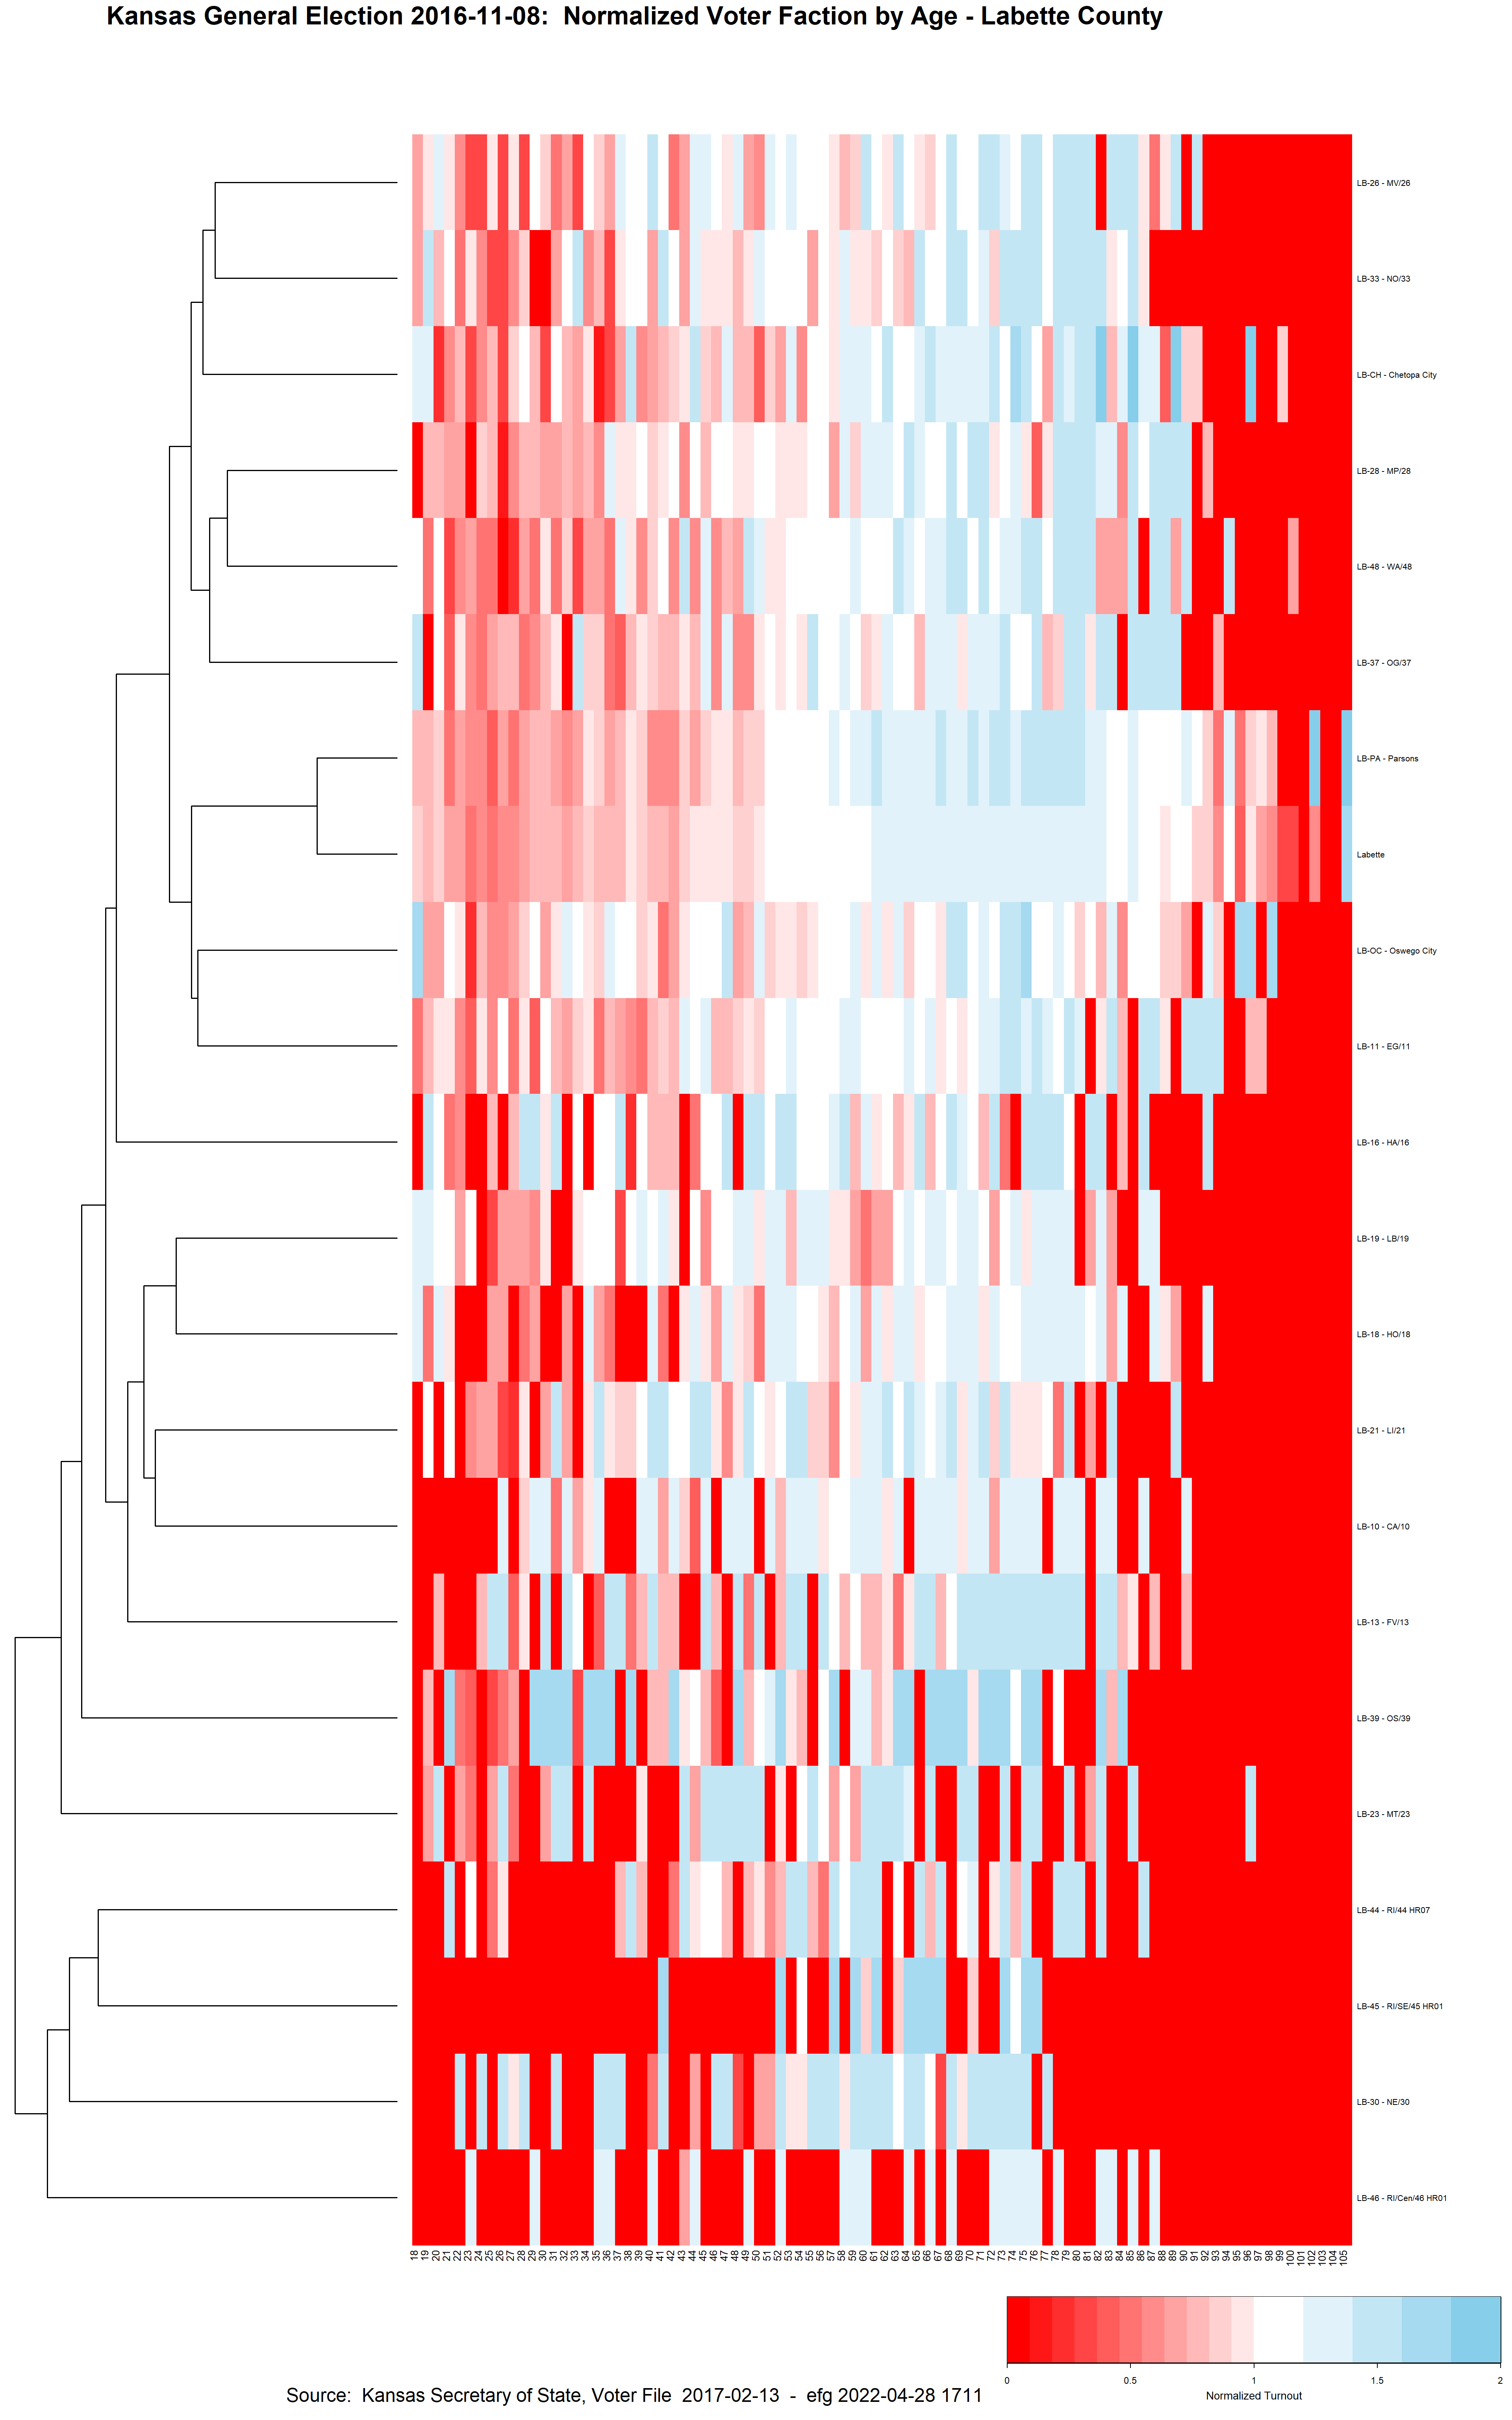 Kansas General Election 2016-11-08:  Normalized Voter Faction by Age - Labette County
LB-26 - MV/26
LB-33 - NO/33
LB-CH - Chetopa City
LB-28 - MP/28
LB-48 - WA/48
LB-37 - OG/37
LB-PA - Parsons
Labette
LB-OC - Oswego City
LB-11 - EG/11
LB-16 - HA/16
LB-19 - LB/19
LB-18 - HO/18
LB-21 - LI/21
LB-10 - CA/10
LB-13 - FV/13
LB-39 - OS/39
LB-23 - MT/23
LB-44 - RI/44 HR07
LB-45 - RI/SE/45 HR01
LB-30 - NE/30
LB-46 - RI/Cen/46 HR01
18 19 20 21 22 23 24 25 26 27 28 29 30 31 32 33 34 35 36 37 38 39 40 41 42 43 44 45 46 47 48 49 50 51 52 53 54 55 56 57 58 59 60 61 62 63 64 65 66 67 68 69 70 71 72 73 74 75 76 77 78 79 80 81 82 83 84 85 86 87 88 89 90 91 92 93 94 95 96 97 98 99 100 101 102 103 104 105
0 0.5 1 1.5 2
Normalized Turnout
Source:  Kansas Secretary of State, Voter File  2017-02-13  -  efg 2022-04-28 1711